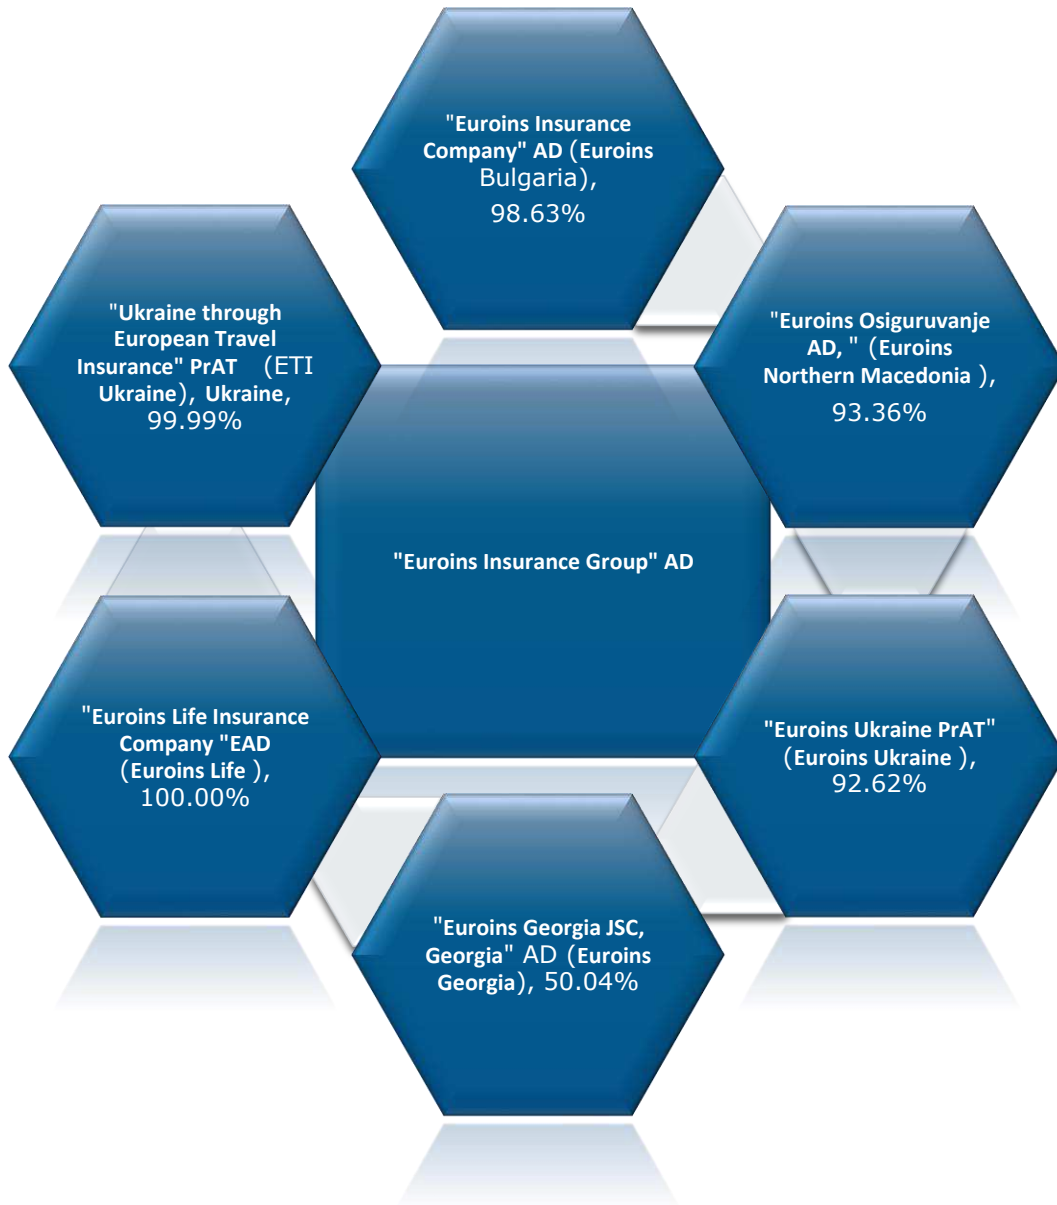 "Euroins Insurance
Company" AD (Euroins
Bulgaria),
98.63%
"Ukraine through
European Travel
Insurance" PrAT (ETI
Ukraine), Ukraine,
99.99%
"Euroins Osiguruvanje
AD, " (Euroins
Northern Macedonia ),
93.36%
"Euroins Insurance Group" AD
"Euroins Life Insurance
Company "EAD
(Euroins Life ),
100.00%
"Euroins Ukraine PrAT"
(Euroins Ukraine ),
92.62%
"Euroins Georgia JSC,
Georgia" AD (Euroins
Georgia), 50.04%